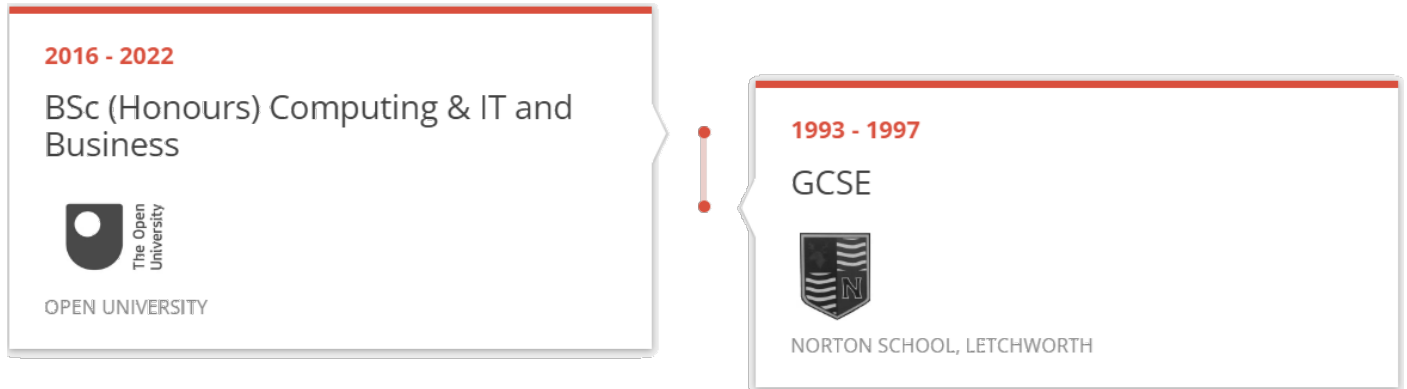 2016 - 2022
BSc (Honours) Computing & IT and
Business
The Open
University
OPEN UNIVERSITY
1993 - 1997
GCSE
N
NORTON SCHOOL, LETCHWORTH